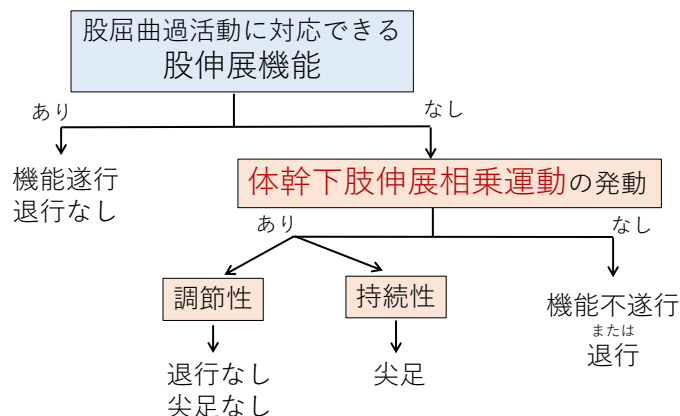 股屈曲過活動に対応できる
股伸展機能
あり
なし
機能遂行
退行なし
体幹下肢伸展相乗運動の発動
あり
なし
調節性
持続性
機能不遂行
または
退行
退行なし
尖足なし
尖足